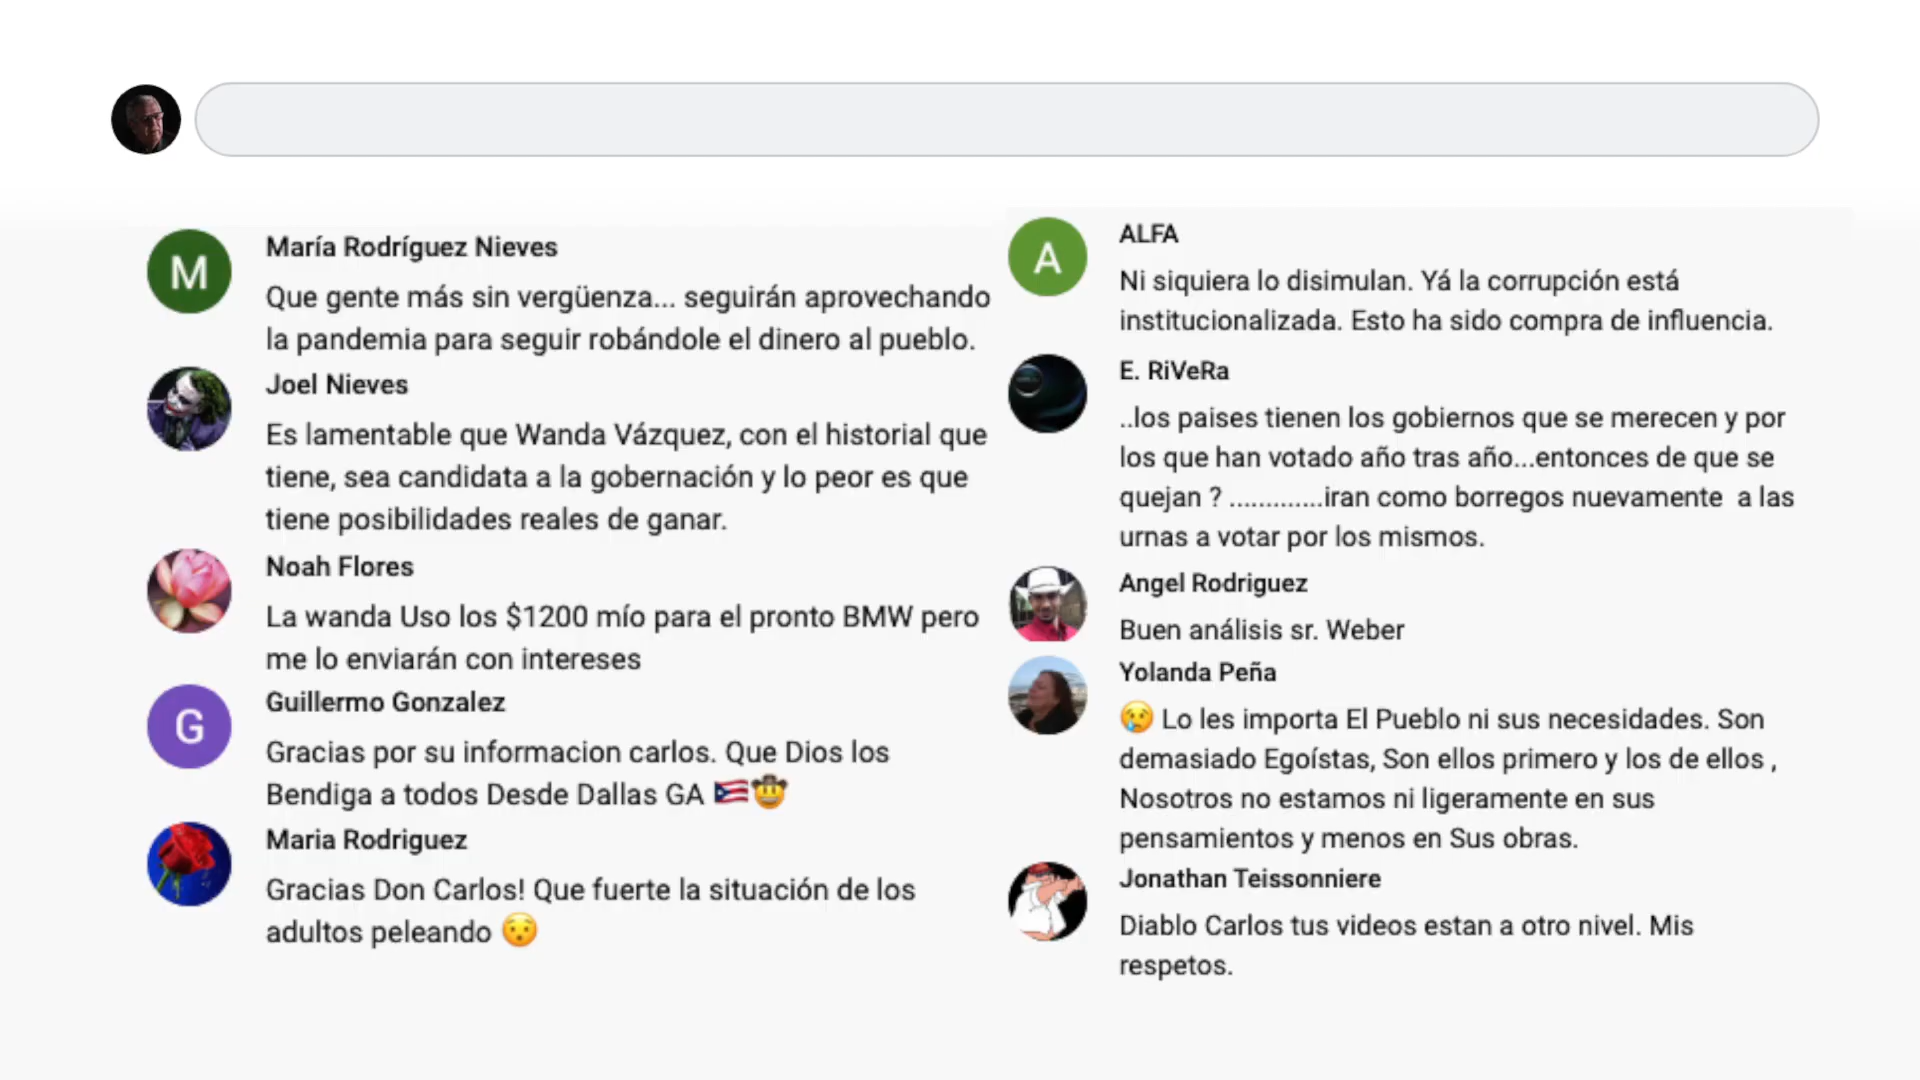 M
María Rodríguez Nieves
Que gente más sin vergüenza... seguirán aprovechando
la pandemia para seguir robándole el dinero al pueblo.
Joel Nieves
Es lamentable que Wanda Vázquez, con el historial que
tiene, sea candidata a la gobernación y lo peor es que
tiene posibilidades reales de ganar.
Noah Flores
La wanda Uso los $1200 mío para el pronto BMW pero
me lo enviarán con intereses
G
Guillermo Gonzalez
Gracias por su informacion carlos. Que Dios los
Bendiga a todos Desde Dallas GA 🇵🇷🤠
Maria Rodriguez
Gracias Don Carlos! Que fuerte la situación de los
adultos peleando 😯
A
ALFA
Ni siquiera lo disimulan. Yá la corrupción está
institucionalizada. Esto ha sido compra de influencia.
E. RiVeRa
..los paises tienen los gobiernos que se merecen y por
los que han votado año tras año...entonces de que se
quejan ? .............iran como borregos nuevamente  a las
urnas a votar por los mismos.
Angel Rodriguez
Buen análisis sr. Weber
Yolanda Peña
😢 Lo les importa El Pueblo ni sus necesidades. Son
demasiado Egoístas, Son ellos primero y los de ellos ,
Nosotros no estamos ni ligeramente en sus
pensamientos y menos en Sus obras.
Jonathan Teissonniere
Diablo Carlos tus videos estan a otro nivel. Mis
respetos.